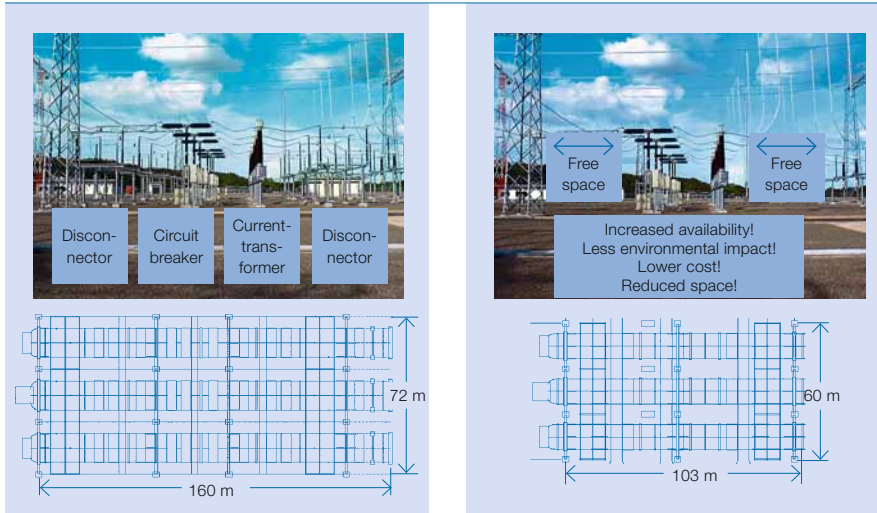 Discon-
nector
Circuit
breaker
Current-
trans-
former
Discon-
nector
72 m
160 m
Free
space
Free
space
Increased availability!
Less environmental impact!
Lower cost!
Reduced space!
60 m
103 m